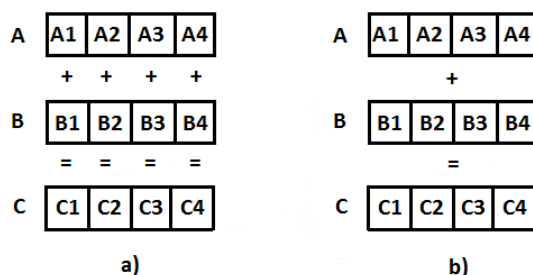 A A1 A2 A3 A4 A A1 A2 A3 A4
+ + + + +
B B1 B2 B3 B4 B B1 B2 B3 B4
= = = = =
C C1 C2 C3 C4 C C1 C2 C3 C4
a) b)